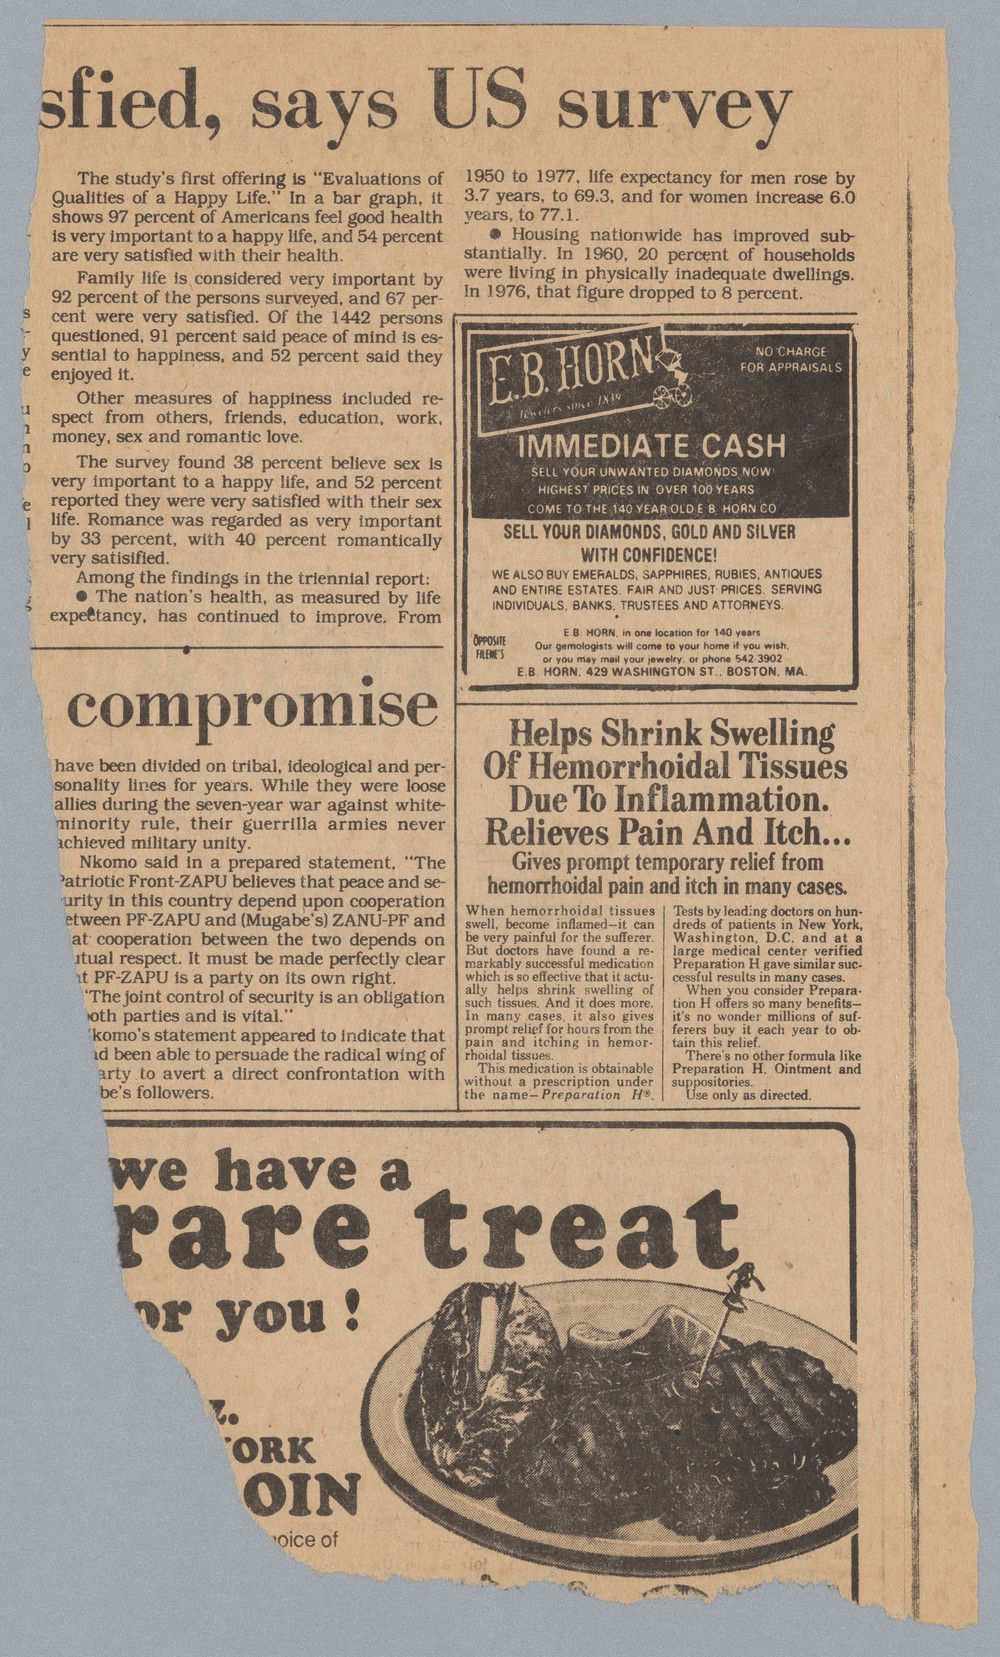 sfied, says US survey
The study's first offering is "Evaluations of
Qualities of a Happy Life." In a bar graph, it
shows 97 percent of Americans feel good health
is very important to a happy life, and 54 percent
are very satisfied with their health.
Family life is considered very important by
92 percent of the persons surveyed, and 67 per-
cent were very satisfied. Of the 1442 persons
questioned, 91 percent said peace of mind is es-
sential to happiness, and 52 percent said they
enjoyed it.
Other measures of happiness included re-
spect from others, friends, education, work,
money, sex and romantic love.
The survey found 38 percent believe sex is
very important to a happy life, and 52 percent
reported they were very satisfied with their sex
life. Romance was regarded as very important
by 33 percent, with 40 percent romantically
very satisified.
Among the findings in the triennial report:
● The nation's health, as measured by life
expectancy, has continued to improve. From
1950 to 1977, life expectancy for men rose by
3.7 years, to 69.3, and for women increase 6.0
years, to 77.1.
● Housing nationwide has improved sub-
stantially. In 1960, 20 percent of households
were living in physically inadequate dwellings.
In 1976, that figure dropped to 8 percent.
E.B. HORN
Jewelers since 1839
NO CHARGE
FOR APPRAISALS
IMMEDIATE CASH
SELL YOUR UNWANTED DIAMONDS NOW!
HIGHEST PRICES IN OVER 100 YEARS
COME TO THE 140 YEAR OLD E B HORN CO
SELL YOUR DIAMONDS, GOLD AND SILVER
WITH CONFIDENCE!
WE ALSO BUY EMERALDS, SAPPHIRES, RUBIES, ANTIQUES
AND ENTIRE ESTATES. FAIR AND JUST PRICES. SERVING
INDIVIDUALS, BANKS, TRUSTEES AND ATTORNEYS.
OPPOSITE
FILENE'S
E.B. HORN, in one location for 140 years
Our gemologists will come to your home if you wish,
or you may mail your jewelry, or phone 542-3902
E.B. HORN, 429 WASHINGTON ST., BOSTON, MA.
compromise
have been divided on tribal, ideological and per-
sonality lines for years. While they were loose
allies during the seven-year war against white-
minority rule, their guerrilla armies never
achieved military unity.
Nkomo said in a prepared statement, "The
Patriotic Front-ZAPU believes that peace and se-
urity in this country depend upon cooperation
etween PF-ZAPU and (Mugabe's) ZANU-PF and
at cooperation between the two depends on
utual respect. It must be made perfectly clear
t PF-ZAPU is a party on its own right.
"The joint control of security is an obligation
oth parties and is vital."
komo's statement appeared to indicate that
d been able to persuade the radical wing of
arty to avert a direct confrontation with
be's followers.
Helps Shrink Swelling
Of Hemorrhoidal Tissues
Due To Inflammation.
Relieves Pain And Itch...
Gives prompt temporary relief from
hemorrhoidal pain and itch in many cases.
When hemorrhoidal tissues
swell, become inflamed—it can
be very painful for the sufferer.
But doctors have found a re-
markably successful medication
which is so effective that it actu-
ally helps shrink swelling of
such tissues. And it does more.
In many cases, it also gives
prompt relief for hours from the
pain and itching in hemor-
rhoidal tissues.
This medication is obtainable
without a prescription under
the name—Preparation H®.
Tests by leading doctors on hun-
dreds of patients in New York,
Washington, D.C. and at a
large medical center verified
Preparation H gave similar suc-
cessful results in many cases.
When you consider Prepara-
tion H offers so many benefits—
it's no wonder millions of suf-
ferers buy it each year to ob-
tain this relief.
There's no other formula like
Preparation H. Ointment and
suppositories.
Use only as directed.
we have a
rare treat
or you!
z.
ORK
OIN
oice of